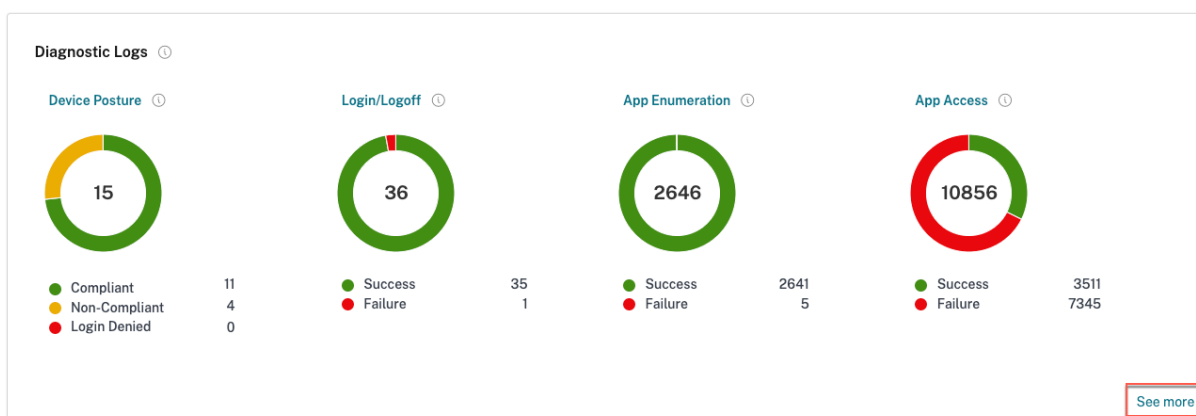 Diagnostic Logs
Device Posture
Login/Logoff
App Enumeration
App Access
15
36
2646
10856
Compliant 11
Non-Compliant 4
Login Denied 0
Success 35
Failure 1
Success 2641
Failure 5
Success 3511
Failure 7345
See more